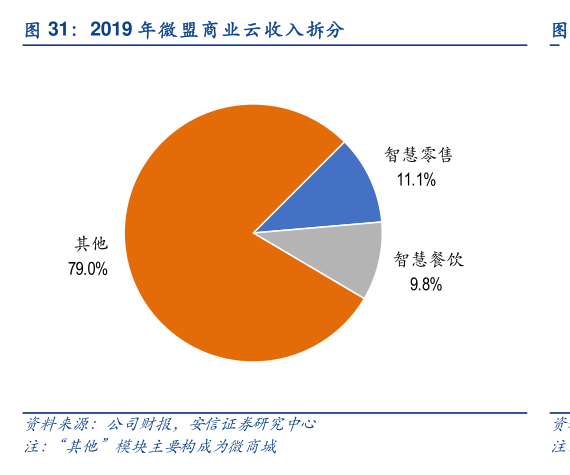 图 31：2019 年微盟商业云收入拆分
图
智慧零售
11.1%
其他
79.0%
智慧餐饮
9.8%
资料来源：公司财报，安信证券研究中心
注：“其他”模块主要构成为微商城
注